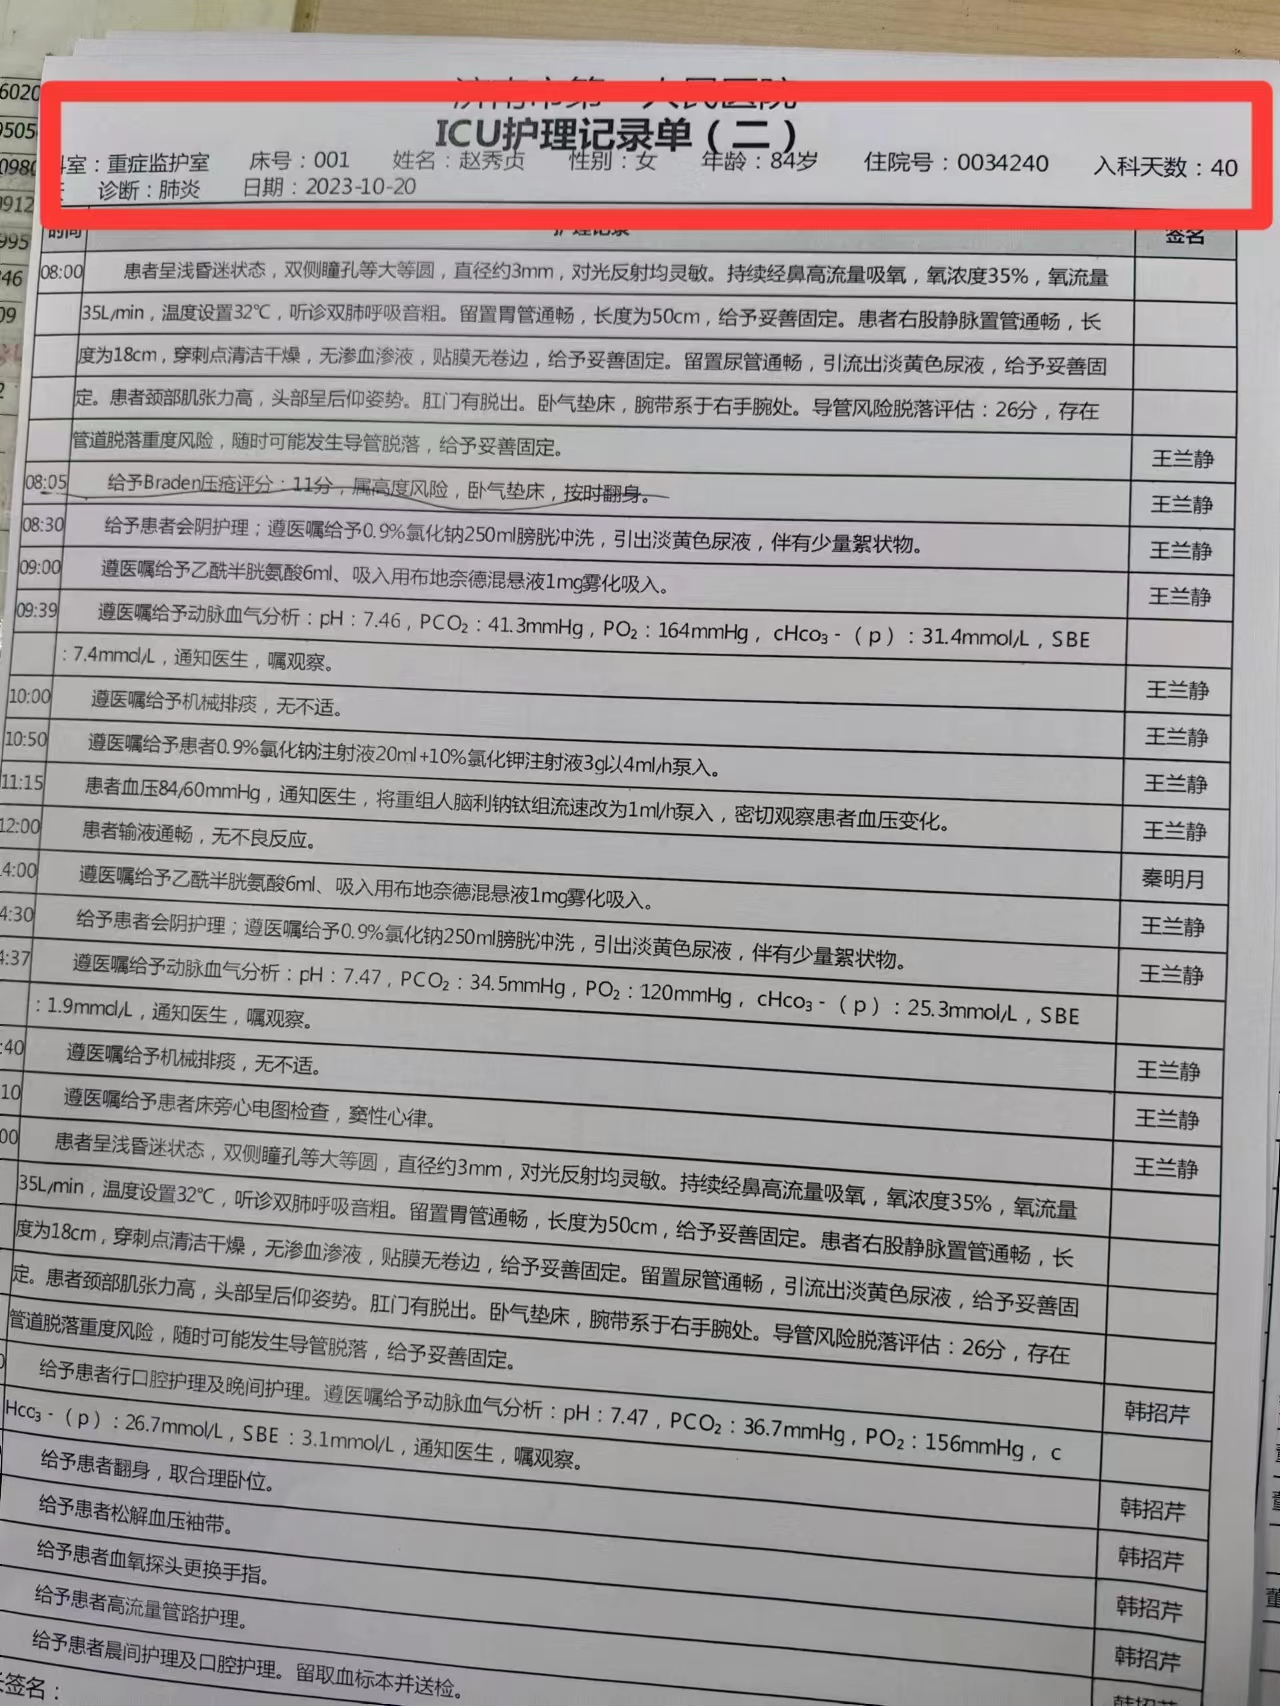 济南市第一人民医院
ICU护理记录单（二）
科室：重症监护室 床号：001 姓名：赵秀贞 性别：女 年龄：84岁 住院号：0034240 入科天数：40
诊断：肺炎 日期：2023-10-20
时间 护理记录 签名
08:00 患者呈浅昏迷状态，双侧瞳孔等大等圆，直径约3mm，对光反射均灵敏。持续经鼻高流量吸氧，氧浓度35%，氧流量
35L/min，温度设置32℃，听诊双肺呼吸音粗。留置胃管通畅，长度为50cm，给予妥善固定。患者右股静脉置管通畅，长
度为18cm，穿刺点清洁干燥，无渗血渗液，贴膜无卷边，给予妥善固定。留置尿管通畅，引流出淡黄色尿液，给予妥善固
定。患者颈部肌张力高，头部呈后仰姿势。肛门有脱出。卧气垫床，腕带系于右手腕处。导管风险脱落评估：26分，存在
管道脱落重度风险，随时可能发生导管脱落，给予妥善固定。 王兰静
08:05 给予Braden压疮评分：11分，属高度风险，卧气垫床，按时翻身。 王兰静
08:30 给予患者会阴护理；遵医嘱给予0.9%氯化钠250ml膀胱冲洗，引出淡黄色尿液，伴有少量絮状物。 王兰静
09:00 遵医嘱给予乙酰半胱氨酸6ml、吸入用布地奈德混悬液1mg雾化吸入。 王兰静
09:39 遵医嘱给予动脉血气分析：pH：7.46，PCO₂：41.3mmHg，PO₂：164mmHg，cHco₃-（p）：31.4mmol/L，SBE
：7.4mmcl/L，通知医生，嘱观察。 王兰静
10:00 遵医嘱给予机械排痰，无不适。 王兰静
10:50 遵医嘱给予患者0.9%氯化钠注射液20ml+10%氯化钾注射液3g以4ml/h泵入。 王兰静
11:15 患者血压84/60mmHg，通知医生，将重组人脑利钠钛组流速改为1ml/h泵入，密切观察患者血压变化。 王兰静
12:00 患者输液通畅，无不良反应。 秦明月
4:00 遵医嘱给予乙酰半胱氨酸6ml、吸入用布地奈德混悬液1mg雾化吸入。 王兰静
4:30 给予患者会阴护理；遵医嘱给予0.9%氯化钠250ml膀胱冲洗，引出淡黄色尿液，伴有少量絮状物。 王兰静
4:37 遵医嘱给予动脉血气分析：pH：7.47，PCO₂：34.5mmHg，PO₂：120mmHg，cHco₃-（p）：25.3mmol/L，SBE
：1.9mmcl/L，通知医生，嘱观察。 王兰静
:40 遵医嘱给予机械排痰，无不适。 王兰静
10 遵医嘱给予患者床旁心电图检查，窦性心律。 王兰静
00 患者呈浅昏迷状态，双侧瞳孔等大等圆，直径约3mm，对光反射均灵敏。持续经鼻高流量吸氧，氧浓度35%，氧流量
35L/min，温度设置32℃，听诊双肺呼吸音粗。留置胃管通畅，长度为50cm，给予妥善固定。患者右股静脉置管通畅，长
度为18cm，穿刺点清洁干燥，无渗血渗液，贴膜无卷边，给予妥善固定。留置尿管通畅，引流出淡黄色尿液，给予妥善固
定。患者颈部肌张力高，头部呈后仰姿势。肛门有脱出。卧气垫床，腕带系于右手腕处。导管风险脱落评估：26分，存在
管道脱落重度风险，随时可能发生导管脱落，给予妥善固定。 韩招芹
给予患者行口腔护理及晚间护理。遵医嘱给予动脉血气分析：pH：7.47，PCO₂：36.7mmHg，PO₂：156mmHg，c
Hco₃-（p）：26.7mmol/L，SBE：3.1mmol/L，通知医生，嘱观察。 韩招芹
给予患者翻身，取合理卧位。 韩招芹
给予患者松解血压袖带。 韩招芹
给予患者血氧探头更换手指。 韩招芹
给予患者高流量管路护理。 韩招芹
给予患者晨间护理及口腔护理。留取血标本并送检。 韩招芹
签名：